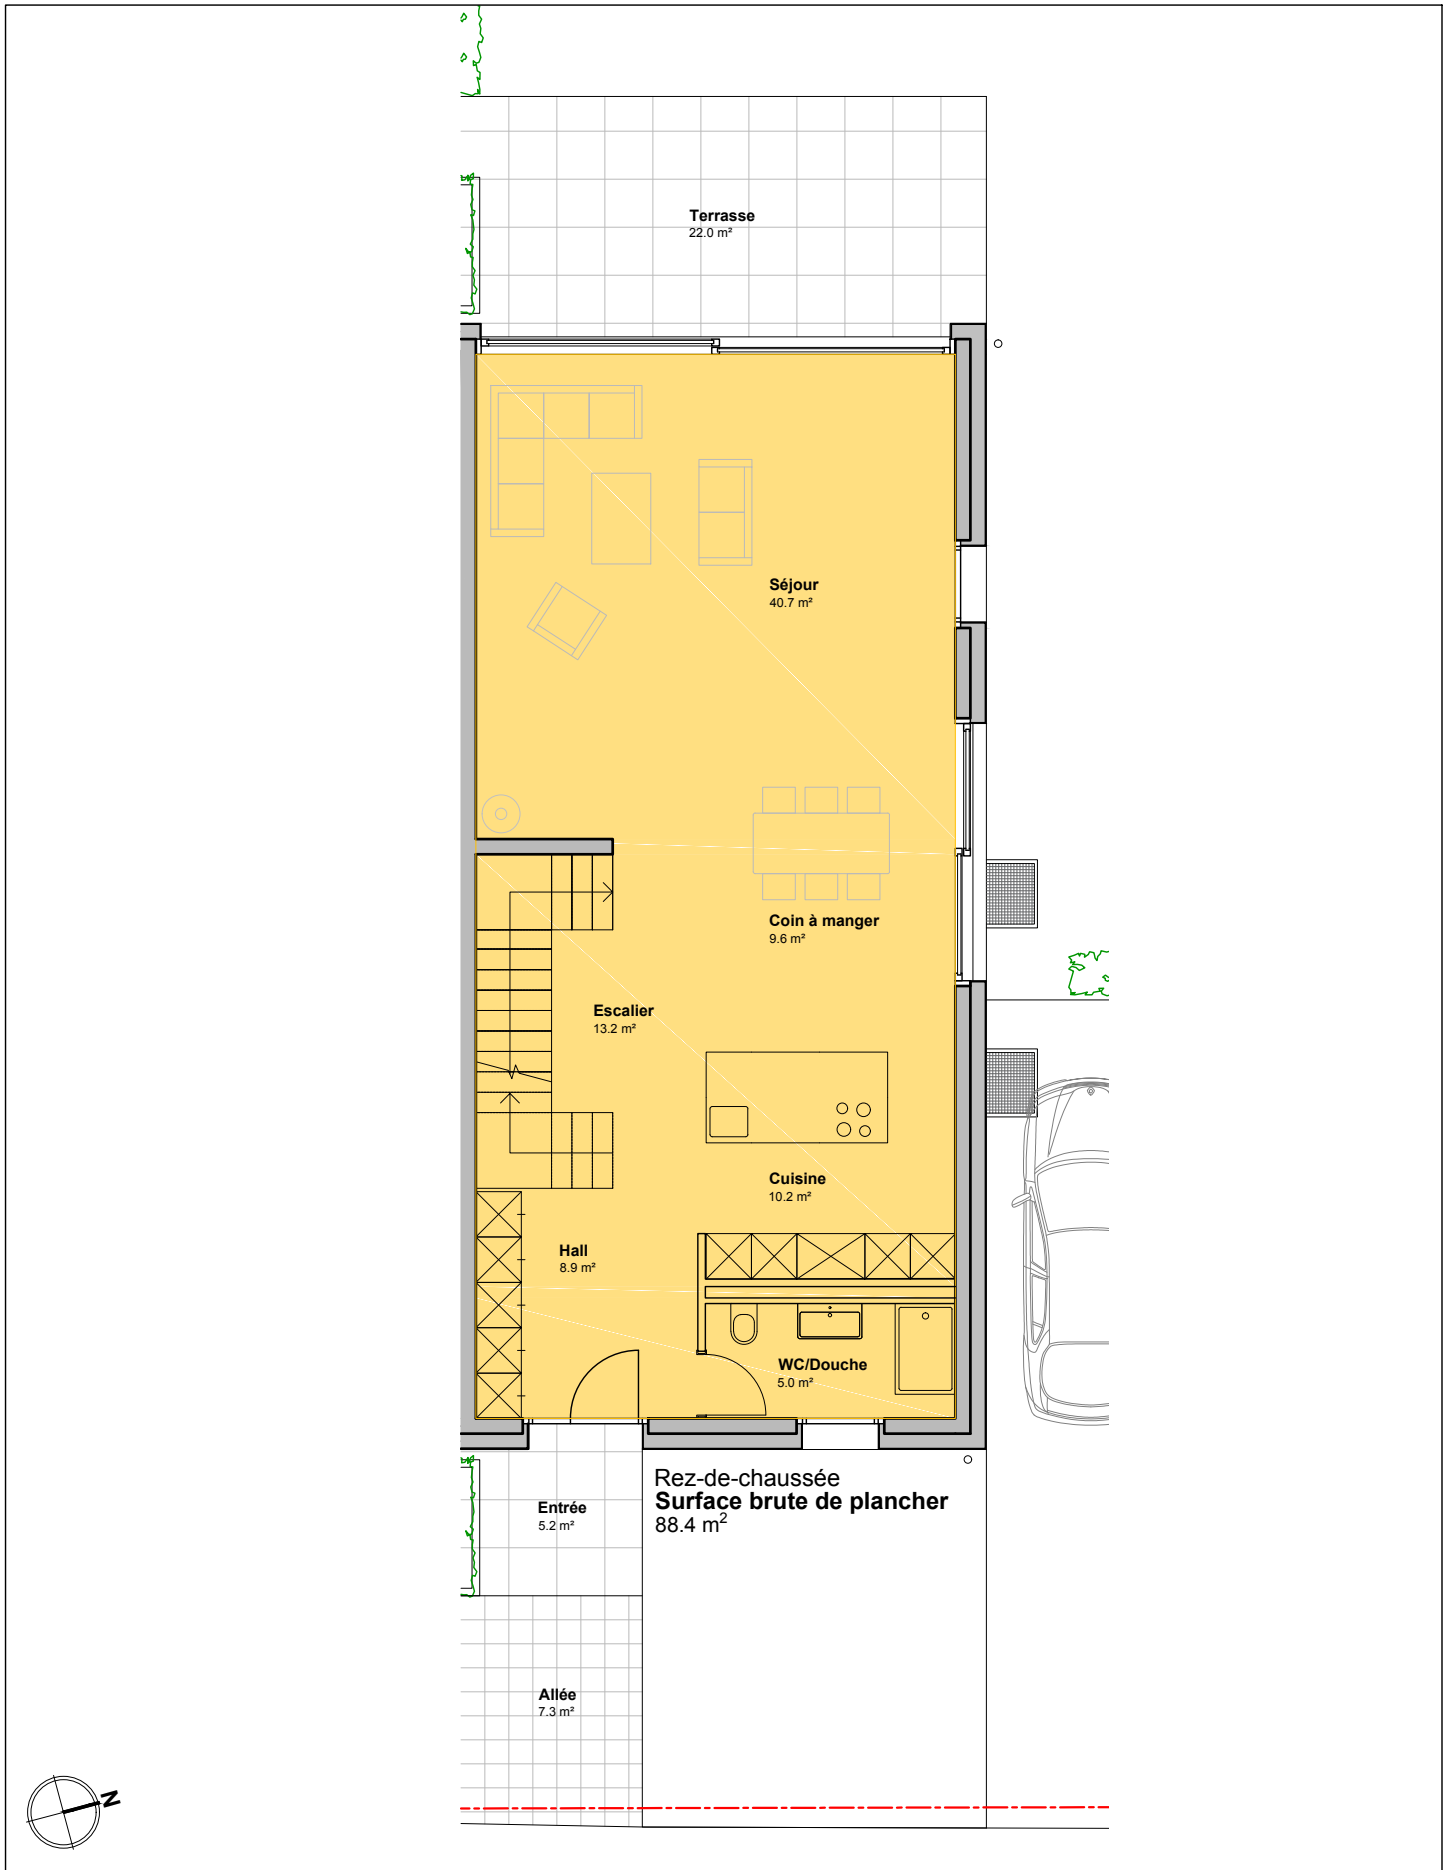 Terrasse
22.0 m²
Séjour
40.7 m²
Coin à manger
9.6 m²
Escalier
13.2 m²
Cuisine
10.2 m²
Hall
8.9 m²
WC/Douche
5.0 m²
Rez-de-chaussée
Surface brute de plancher
88.4 m²
Entrée
5.2 m²
Allée
7.3 m²
N